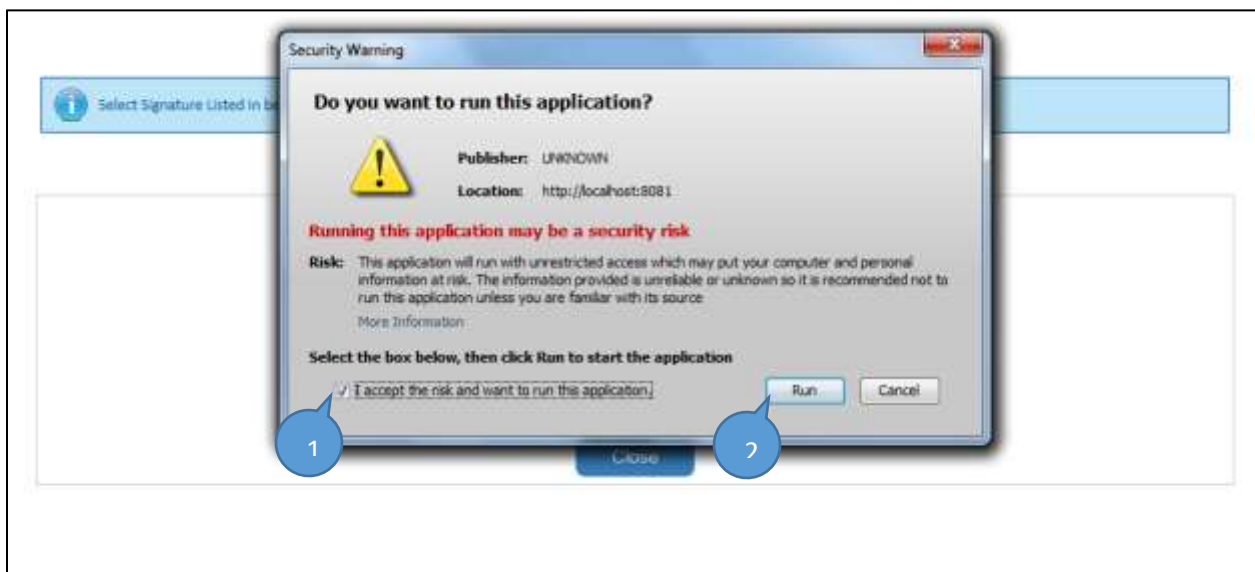 Security Warning
Select Signature Listed in be
Do you want to run this application?
Publisher: UNKNOWN
Location: http://localhost:8081
Running this application may be a security risk
Risk: This application will run with unrestricted access which may put your computer and personal
information at risk. The information provided is unreliable or unknown so it is recommended not to
run this application unless you are familiar with its source
More Information
Select the box below, then click Run to start the application
I accept the risk and want to run this application.
Run
Cancel
1
2
Close